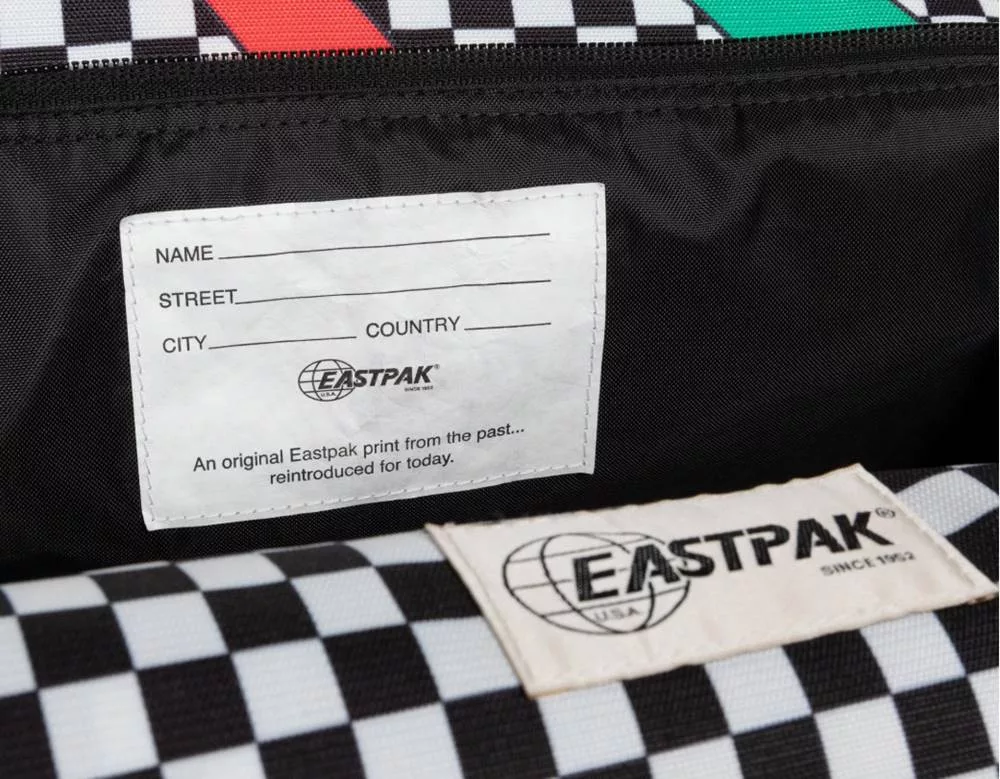 NAME
STREET
CITY COUNTRY
EASTPAK®
U.S.A. SINCE 1952
An original Eastpak print from the past...
reintroduced for today.
EASTPAK®
U.S.A. SINCE 1952